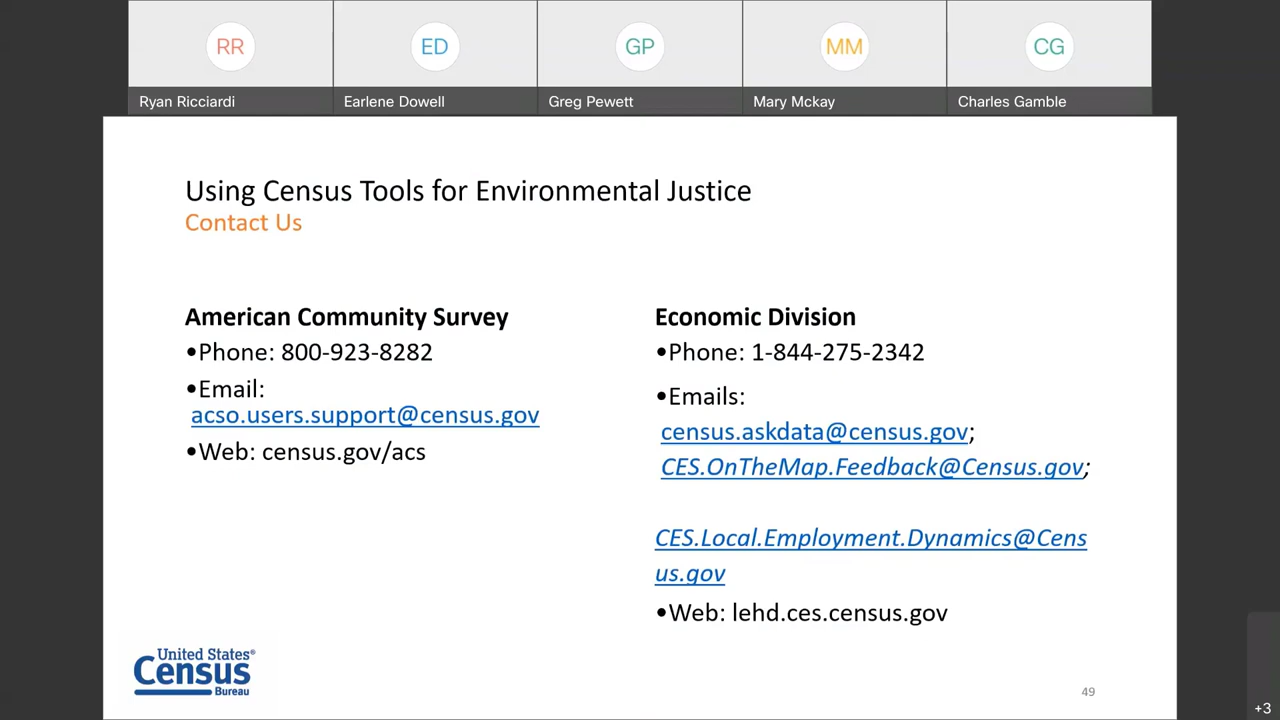 RR
ED
GP
MM
CG
Ryan Ricciardi
Earlene Dowell
Greg Pewett
Mary Mckay
Charles Gamble
Using Census Tools for Environmental Justice
Contact Us
American Community Survey
•Phone: 800-923-8282
•Email:
acso.users.support@census.gov
•Web: census.gov/acs
Economic Division
•Phone: 1-844-275-2342
•Emails:
census.askdata@census.gov;
CES.OnTheMap.Feedback@Census.gov;
CES.Local.Employment.Dynamics@Cens
us.gov
•Web: lehd.ces.census.gov
United States®
Census
Bureau
49
+3